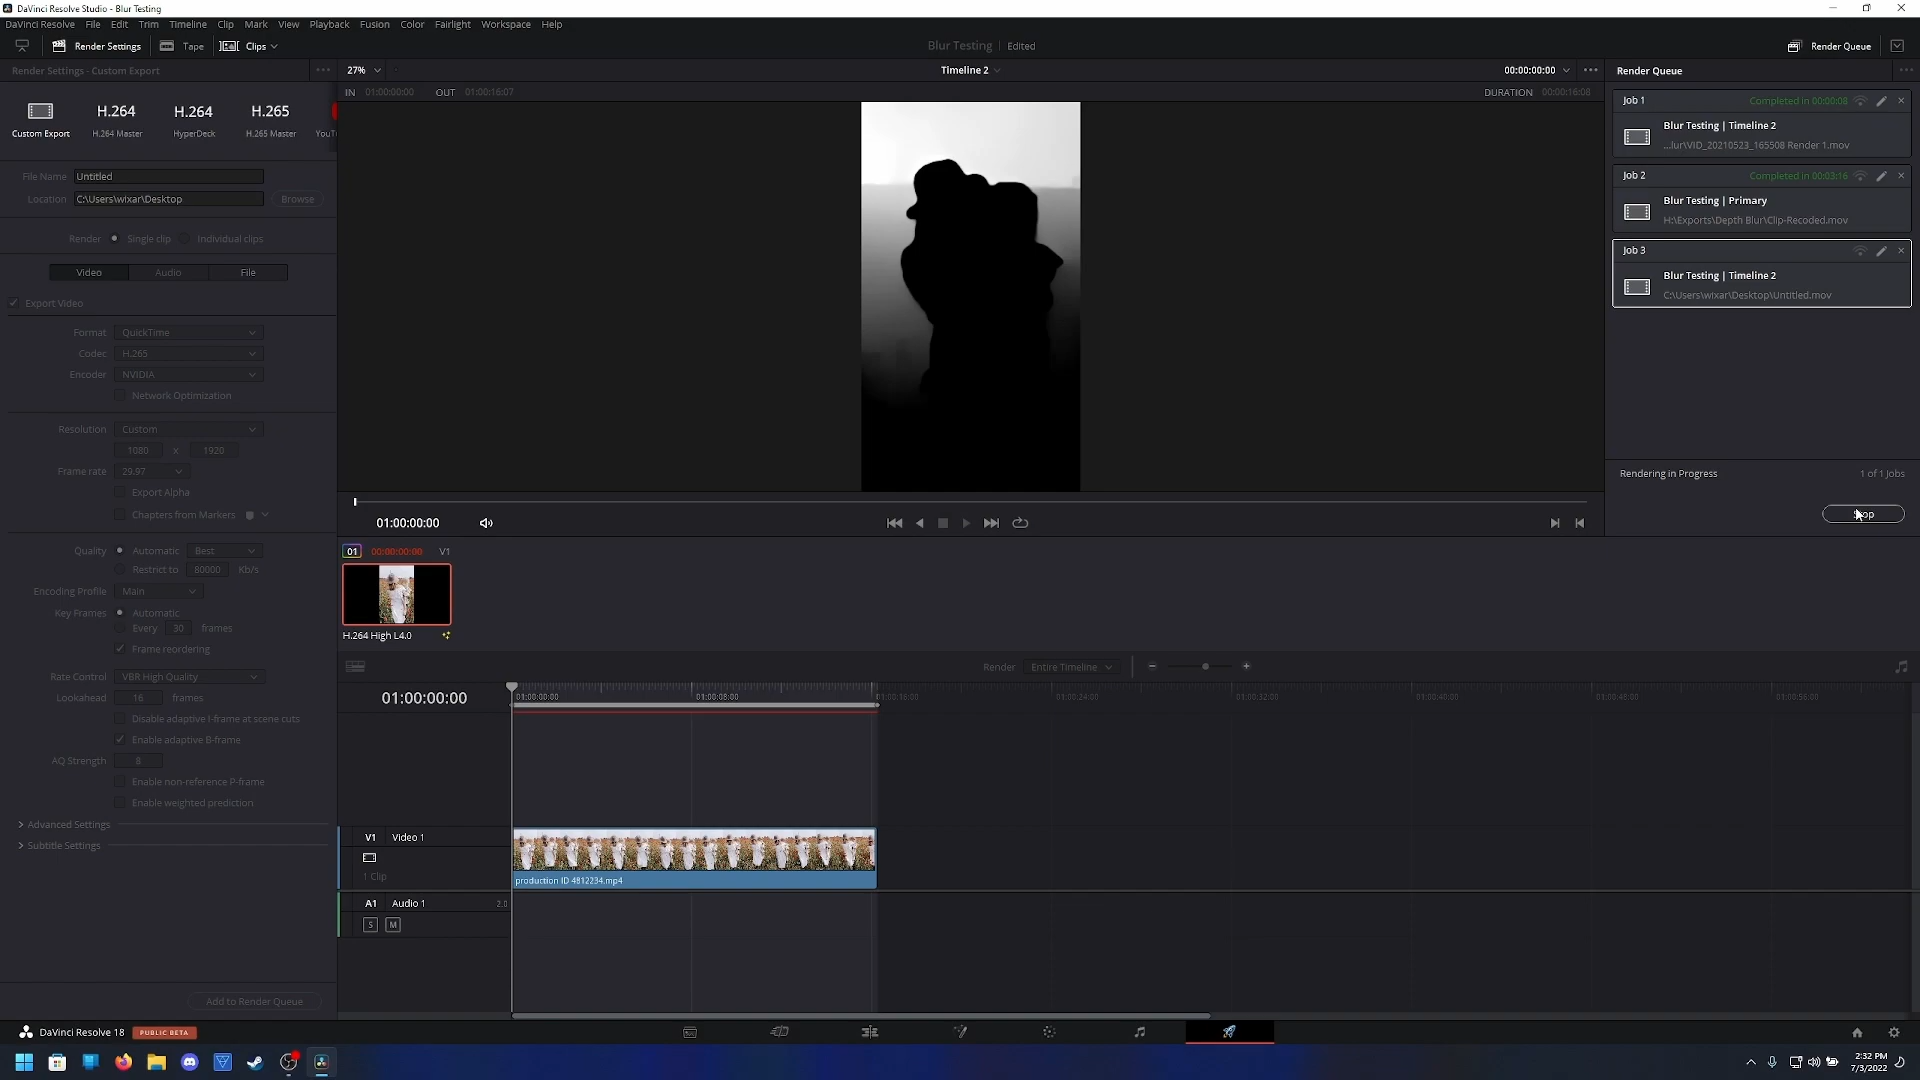 DaVinci Resolve Studio - Blur Testing
DaVinci Resolve File Edit Trim Timeline Clip Mark View Playback Fusion Color Fairlight Workspace Help
Render Settings Tape Clips Blur Testing Edited Render Queue
Render Settings - Custom Export 27% Timeline 2 00:00:00:00 Render Queue
IN 01:00:00:00 OUT 01:00:16:07 DURATION 00:00:16:08
H.264 H.264 H.265
Custom Export H.264 Master HyperDeck H.265 Master YouT
File Name Untitled
Location C:\Users\wixar\Desktop Browse
Render Single clip Individual clips
Video Audio File
Export Video
Format QuickTime
Codec H.265
Encoder NVIDIA
Network Optimization
Resolution Custom
1080 x 1920
Frame rate 29.97
Export Alpha
Chapters from Markers
Quality Automatic Best
Restrict to 80000 Kb/s
Encoding Profile Main
Key Frames Automatic
Every 30 frames
Frame reordering
Rate Control VBR High Quality
Lookahead 16 frames
Disable adaptive I-frame at scene cuts
Enable adaptive B-frame
AQ Strength 8
Enable non-reference P-frame
Enable weighted prediction
Advanced Settings
Subtitle Settings
Add to Render Queue
Job 1 Completed in 00:00:08
Blur Testing | Timeline 2
...lur\VID_20210523_165508 Render 1.mov
Job 2 Completed in 00:03:16
Blur Testing | Primary
H:\Exports\Depth Blur\Clip-Recoded.mov
Job 3
Blur Testing | Timeline 2
C:\Users\wixar\Desktop\Untitled.mov
Rendering in Progress 1 of 1 Jobs
01:00:00:00
01 00:00:00:00 V1
H.264 High L4.0
Render Entire Timeline
01:00:00:00 01:00:00:00 01:00:08:00 01:00:16:00 01:00:24:00 01:00:32:00 01:00:40:00 01:00:48:00 01:00:56:00
V1 Video 1
1 Clip
production ID 4812234.mp4
A1 Audio 1 2.0
S M
DaVinci Resolve 18 PUBLIC BETA
2:32 PM
7/3/2022